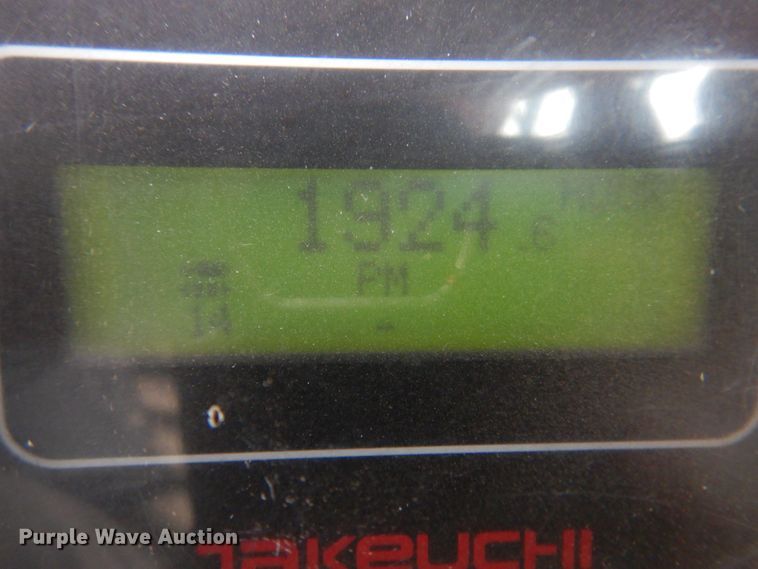 1924.6
PM
14 -
Purple Wave Auction
TAKEUCHI